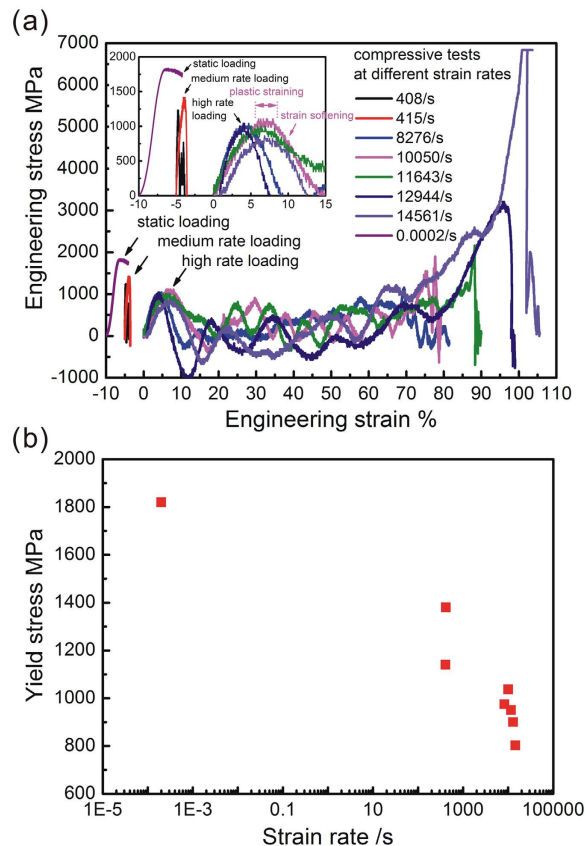 (a)
Engineering stress MPa
7000
6000
5000
4000
3000
2000
1000
0
-1000
2000
1500
1000
500
0
-10 -5 0 5 10 15
static loading
medium rate loading
high rate
loading
plastic straining
strain softening
compressive tests
at different strain rates
408/s
415/s
8276/s
10050/s
11643/s
12944/s
14561/s
0.0002/s
static loading
medium rate loading
high rate loading
-10 0 10 20 30 40 50 60 70 80 90 100 110
Engineering strain %
(b)
Yield stress MPa
2000
1800
1600
1400
1200
1000
800
600
1E-5 1E-3 0.1 10 1000 100000
Strain rate /s